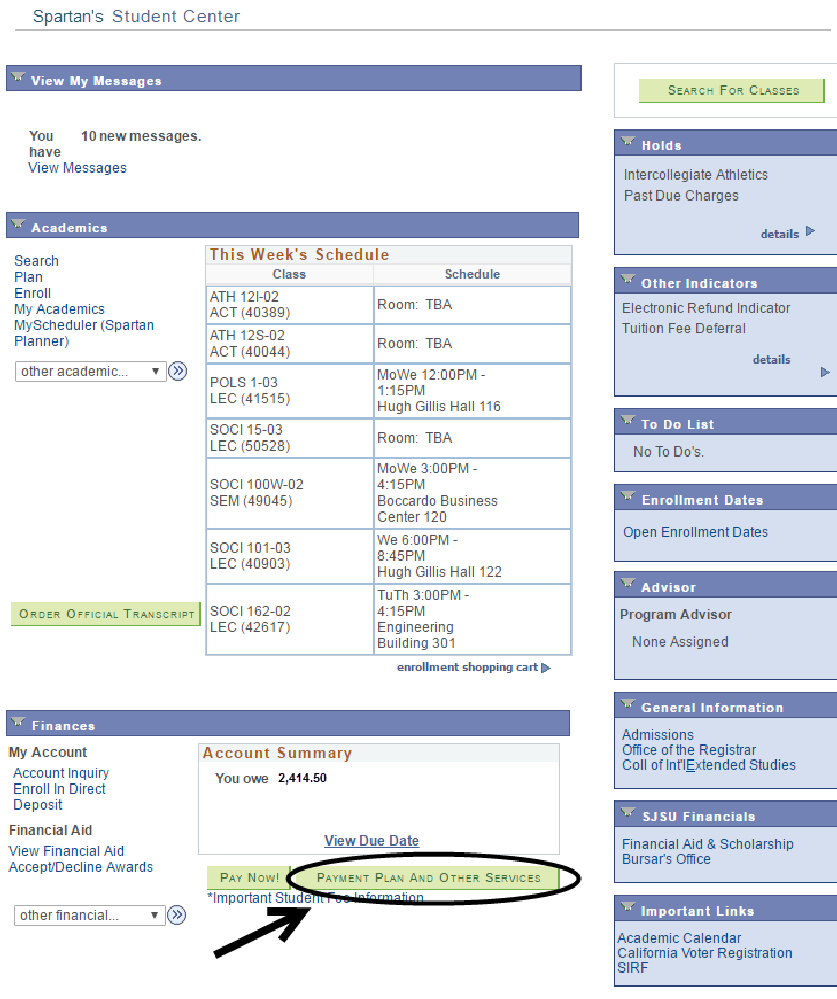 Spartan's Student Center
View My Messages
You 10 new messages.
have
View Messages
Academics
Search
Plan
Enroll
My Academics
MyScheduler (Spartan
Planner)
other academic...
ORDER OFFICIAL TRANSCRIPT
This Week's Schedule
Class Schedule
ATH 12I-02
ACT (40389)
Room: TBA
ATH 12S-02
ACT (40044)
Room: TBA
POLS 1-03
LEC (41515)
MoWe 12:00PM -
1:15PM
Hugh Gillis Hall 116
SOCI 15-03
LEC (50528)
Room: TBA
SOCI 100W-02
SEM (49045)
MoWe 3:00PM -
4:15PM
Boccardo Business
Center 120
SOCI 101-03
LEC (40903)
We 6:00PM -
8:45PM
Hugh Gillis Hall 122
SOCI 162-02
LEC (42617)
TuTh 3:00PM -
4:15PM
Engineering
Building 301
enrollment shopping cart
Finances
My Account
Account Inquiry
Enroll In Direct
Deposit
Financial Aid
View Financial Aid
Accept/Decline Awards
other financial...
Account Summary
You owe 2,414.50
View Due Date
PAY NOW!
PAYMENT PLAN AND OTHER SERVICES
*Important Student Fee Information
SEARCH FOR CLASSES
Holds
Intercollegiate Athletics
Past Due Charges
details
Other Indicators
Electronic Refund Indicator
Tuition Fee Deferral
details
To Do List
No To Do's.
Enrollment Dates
Open Enrollment Dates
Advisor
Program Advisor
None Assigned
General Information
Admissions
Office of the Registrar
Coll of Int'lExtended Studies
SJSU Financials
Financial Aid & Scholarship
Bursar's Office
Important Links
Academic Calendar
California Voter Registration
SIRF